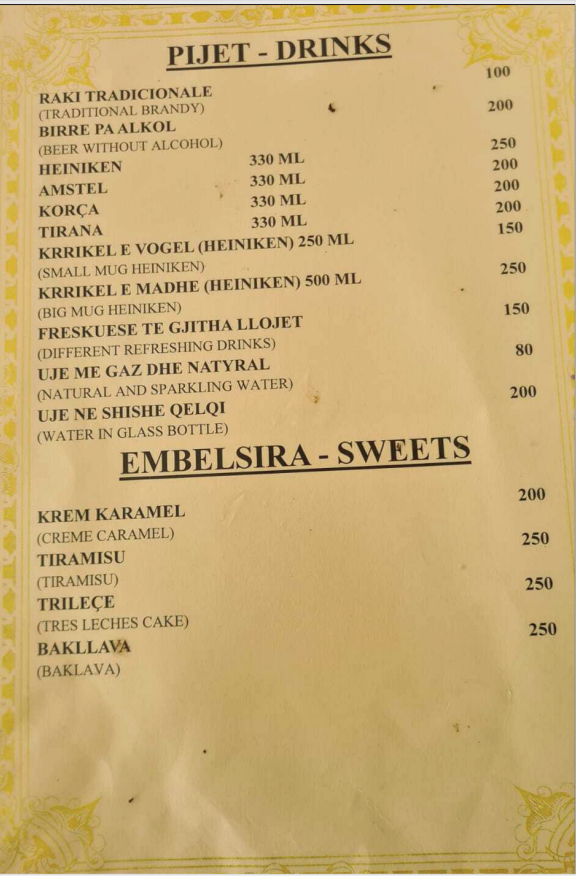 PIJET - DRINKS
RAKI TRADICIONALE 100
(TRADITIONAL BRANDY)
BIRRE PA ALKOL 200
(BEER WITHOUT ALCOHOL)
HEINIKEN 330 ML 250
AMSTEL 330 ML 200
KORÇA 330 ML 200
TIRANA 330 ML 200
KRRIKEL E VOGEL (HEINIKEN) 250 ML 150
(SMALL MUG HEINIKEN)
KRRIKEL E MADHE (HEINIKEN) 500 ML 250
(BIG MUG HEINIKEN)
FRESKUESE TE GJITHA LLOJET 150
(DIFFERENT REFRESHING DRINKS)
UJE ME GAZ DHE NATYRAL 80
(NATURAL AND SPARKLING WATER)
UJE NE SHISHE QELQI 200
(WATER IN GLASS BOTTLE)
EMBELSIRA - SWEETS
KREM KARAMEL 200
(CREME CARAMEL)
TIRAMISU 250
(TIRAMISU)
TRILEÇE 250
(TRES LECHES CAKE)
BAKLLAVA 250
(BAKLAVA)